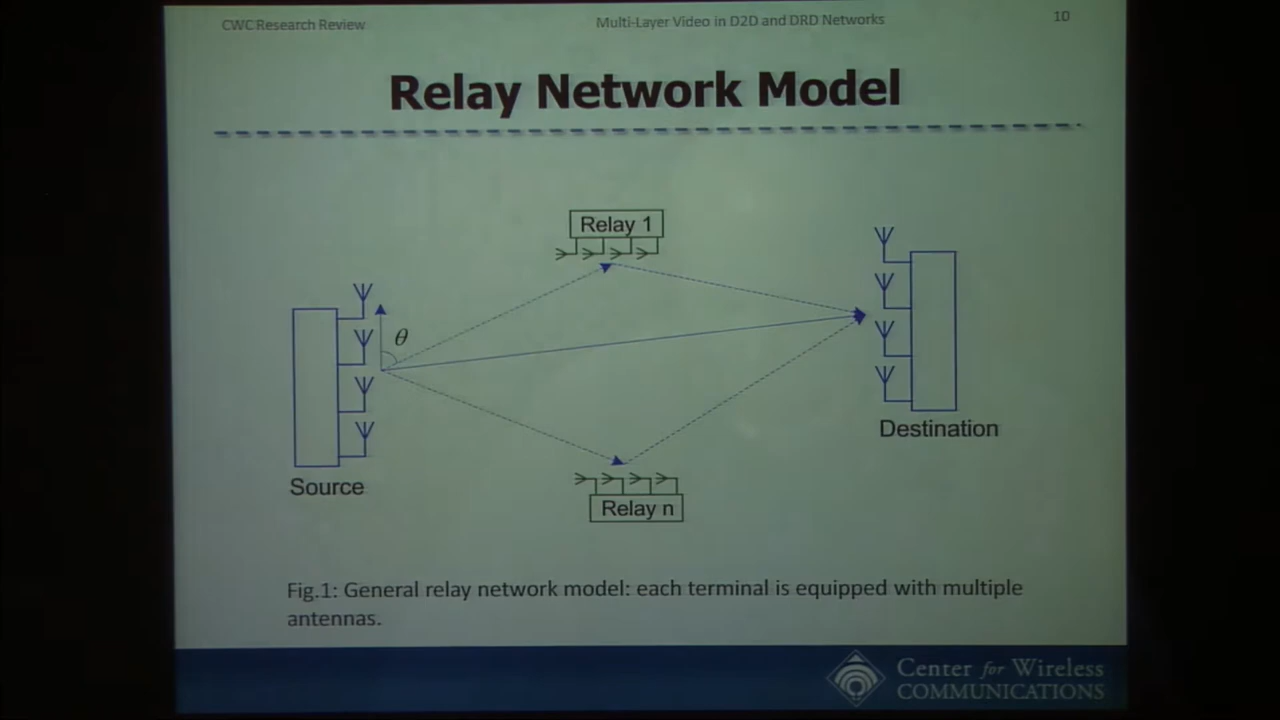 CWC Research Review
Multi-Layer Video in D2D and DRD Networks
10
Relay Network Model
Relay 1
θ
Destination
Source
Relay n
Fig.1: General relay network model: each terminal is equipped with multiple
antennas.
Center for Wireless
COMMUNICATIONS